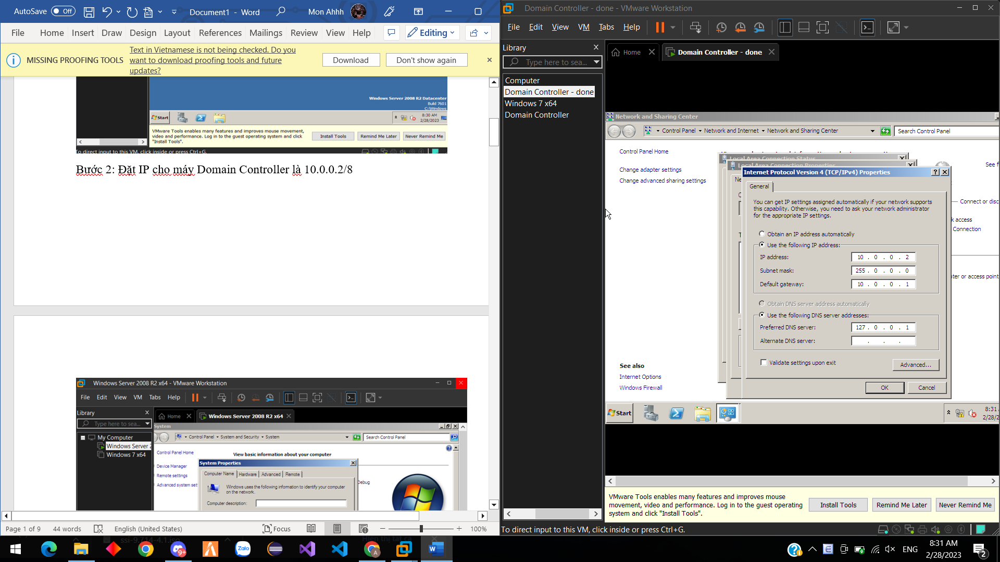 AutoSave Off Document1 - Word Mon Ahhh
File Home Insert Draw Design Layout References Mailings Review View Help Editing
MISSING PROOFING TOOLS
Text in Vietnamese is not being checked. Do you
want to download proofing tools and future
updates?
Download Don't show again
Windows Server 2008 R2 Datacenter
Build 7601
C:\Windows
Start
8:30 AM
2/28/2023
VMware Tools enables many features and improves mouse movement,
video and performance. Log in to the guest operating system and click
"Install Tools".
Install Tools Remind Me Later Never Remind Me
To direct input to this VM, click inside or press Ctrl+G.
Bước 2: Đặt IP cho máy Domain Controller là 10.0.0.2/8
Windows Server 2008 R2 x64 - VMware Workstation
File Edit View VM Tabs Help
Library
Type here to sea...
Home Windows Server 2008 R2 x64
My Computer
Windows Server 2
Windows 7 x64
System
Control Panel System and Security System
Search Control Panel
Control Panel Home
Device Manager
Remote settings
Advanced system set
View basic information about your computer
System Properties
Computer Name Hardware Advanced Remote
Windows uses the following information to identify your computer
on the network.
Computer description:
Debug
Page 1 of 9 44 words English (United States) Focus 100%
Domain Controller - done - VMware Workstation
File Edit View VM Tabs Help
Library
Type here to sea...
Computer
Domain Controller - done
Windows 7 x64
Domain Controller
Home Domain Controller - done
Network and Sharing Center
Control Panel Network and Internet Network and Sharing Center
Search Control Panel
Control Panel Home
Change adapter settings
Change advanced sharing settings
See also
Internet Options
Windows Firewall
Local Area Connection Status
Local Area Connection Properties
Internet Protocol Version 4 (TCP/IPv4) Properties
General
You can get IP settings assigned automatically if your network supports
this capability. Otherwise, you need to ask your network administrator
for the appropriate IP settings.
Obtain an IP address automatically
Use the following IP address:
IP address: 10 . 0 . 0 . 2
Subnet mask: 255 . 0 . 0 . 0
Default gateway: 10 . 0 . 0 . 1
Obtain DNS server address automatically
Use the following DNS server addresses:
Preferred DNS server: 127 . 0 . 0 . 1
Alternate DNS server: . . .
Validate settings upon exit
Advanced...
OK Cancel
See f
Connect or disc
k access
Connection
ter or access point
Start
8:31
2/28/2
VMware Tools enables many features and improves mouse
movement, video and performance. Log in to the guest operating
system and click "Install Tools".
Install Tools Remind Me Later Never Remind Me
To direct input to this VM, click inside or press Ctrl+G.
ssi-9.714-4.1.iso
Hiển thị tất cả
9+
Zalo
A
ENG
8:31 AM
2/28/2023
2